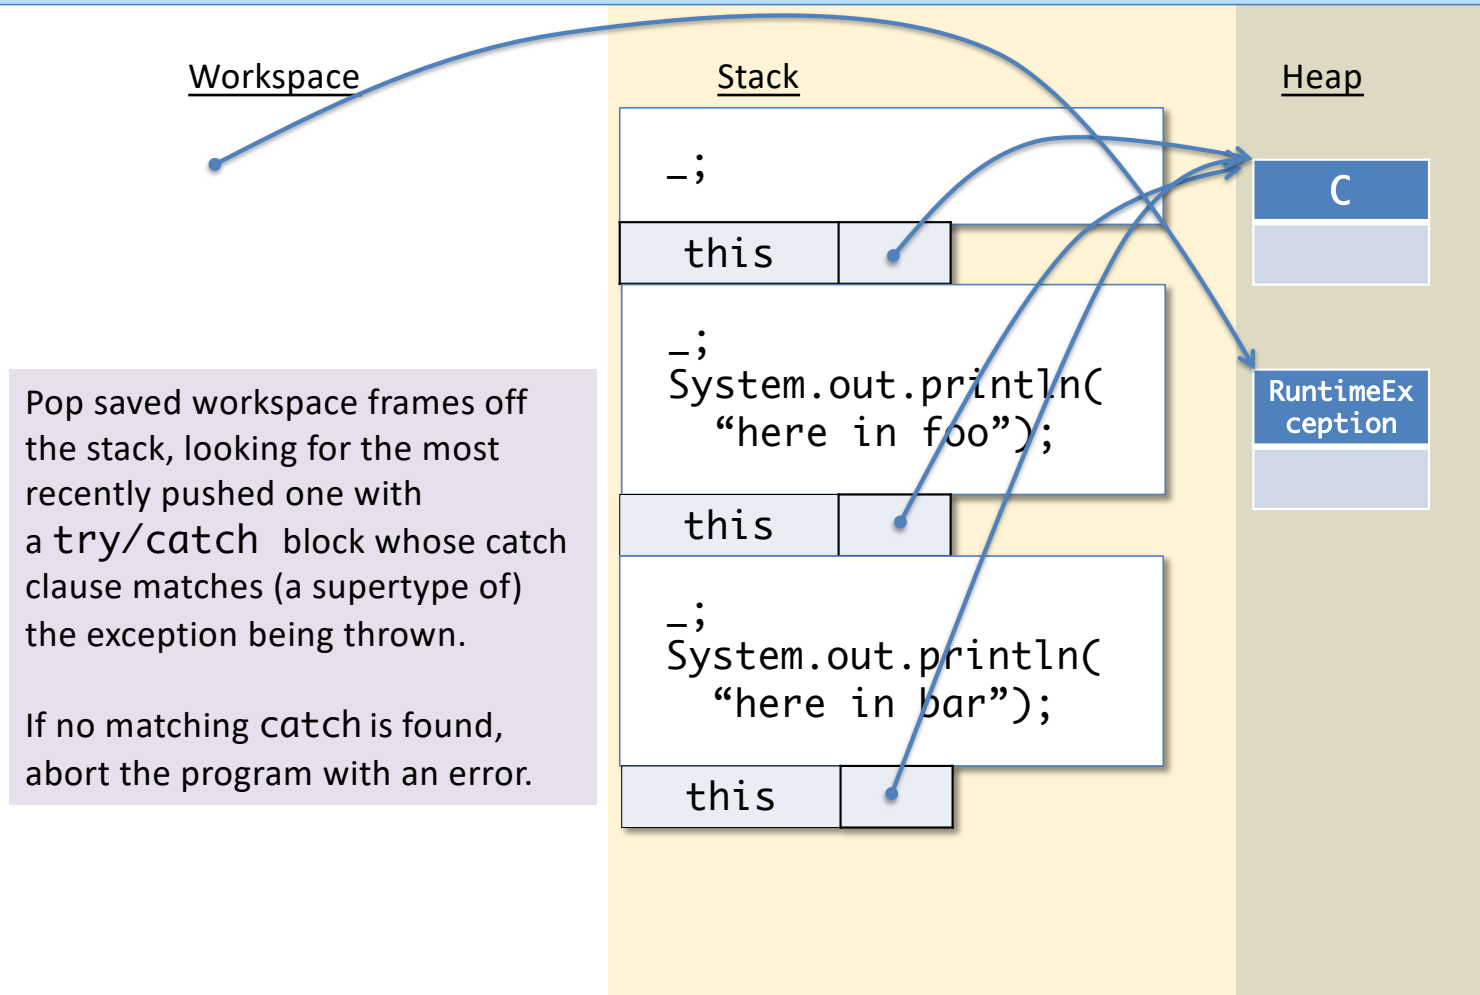 Workspace
Stack
Heap
_;
this
_;
System.out.println(
“here in foo”);
this
_;
System.out.println(
“here in bar”);
this
C
RuntimeEx
ception
Pop saved workspace frames off
the stack, looking for the most
recently pushed one with
a try/catch block whose catch
clause matches (a supertype of)
the exception being thrown.
If no matching catch is found,
abort the program with an error.